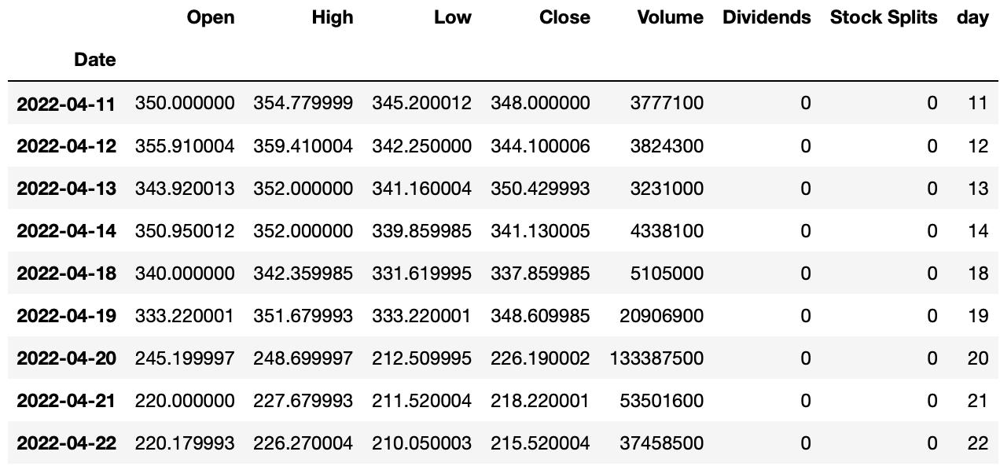 Open High Low Close Volume Dividends Stock Splits day
Date
2022-04-11 350.000000 354.779999 345.200012 348.000000 3777100 0 0 11
2022-04-12 355.910004 359.410004 342.250000 344.100006 3824300 0 0 12
2022-04-13 343.920013 352.000000 341.160004 350.429993 3231000 0 0 13
2022-04-14 350.950012 352.000000 339.859985 341.130005 4338100 0 0 14
2022-04-18 340.000000 342.359985 331.619995 337.859985 5105000 0 0 18
2022-04-19 333.220001 351.679993 333.220001 348.609985 20906900 0 0 19
2022-04-20 245.199997 248.699997 212.509995 226.190002 133387500 0 0 20
2022-04-21 220.000000 227.679993 211.520004 218.220001 53501600 0 0 21
2022-04-22 220.179993 226.270004 210.050003 215.520004 37458500 0 0 22